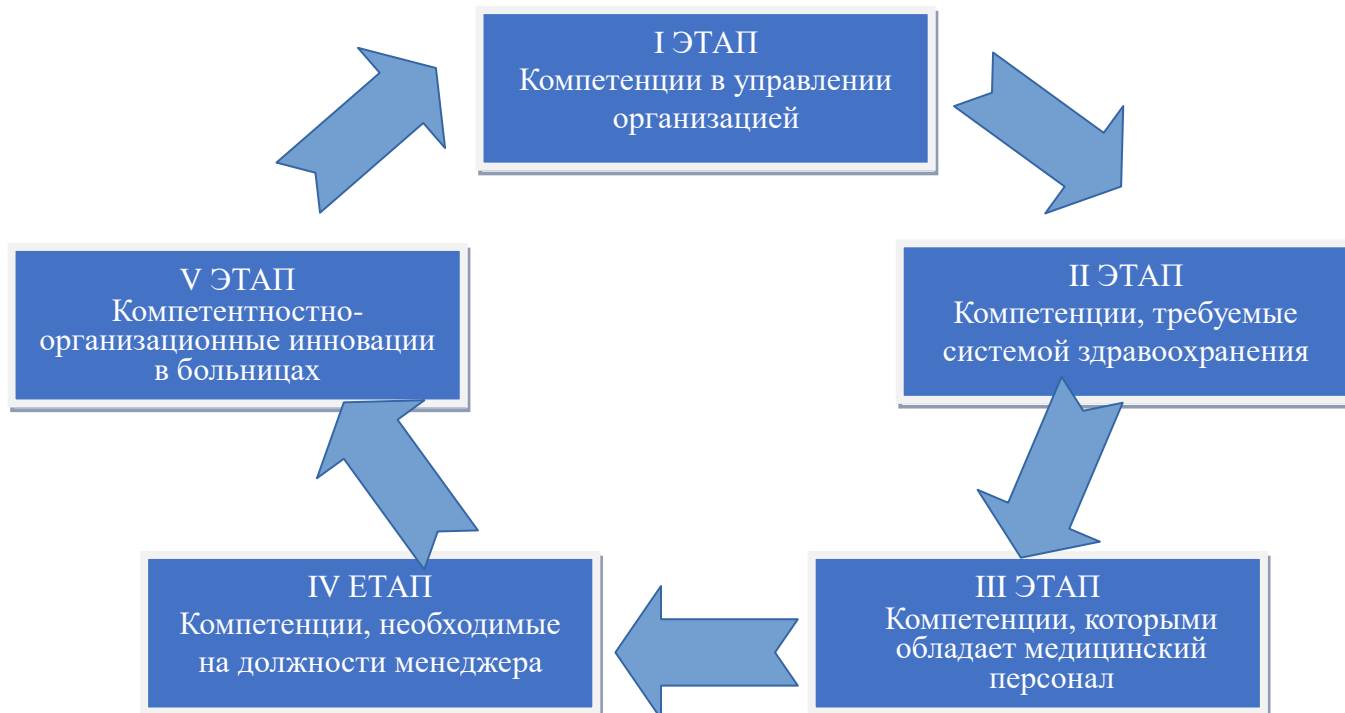 I ЭТАП
Компетенции в управлении
организацией
II ЭТАП
Компетенции, требуемые
системой здравоохранения
III ЭТАП
Компетенции, которыми
обладает медицинский
персонал
IV ЕТАП
Компетенции, необходимые
на должности менеджера
V ЭТАП
Компетентностно-
организационные инновации
в больницах